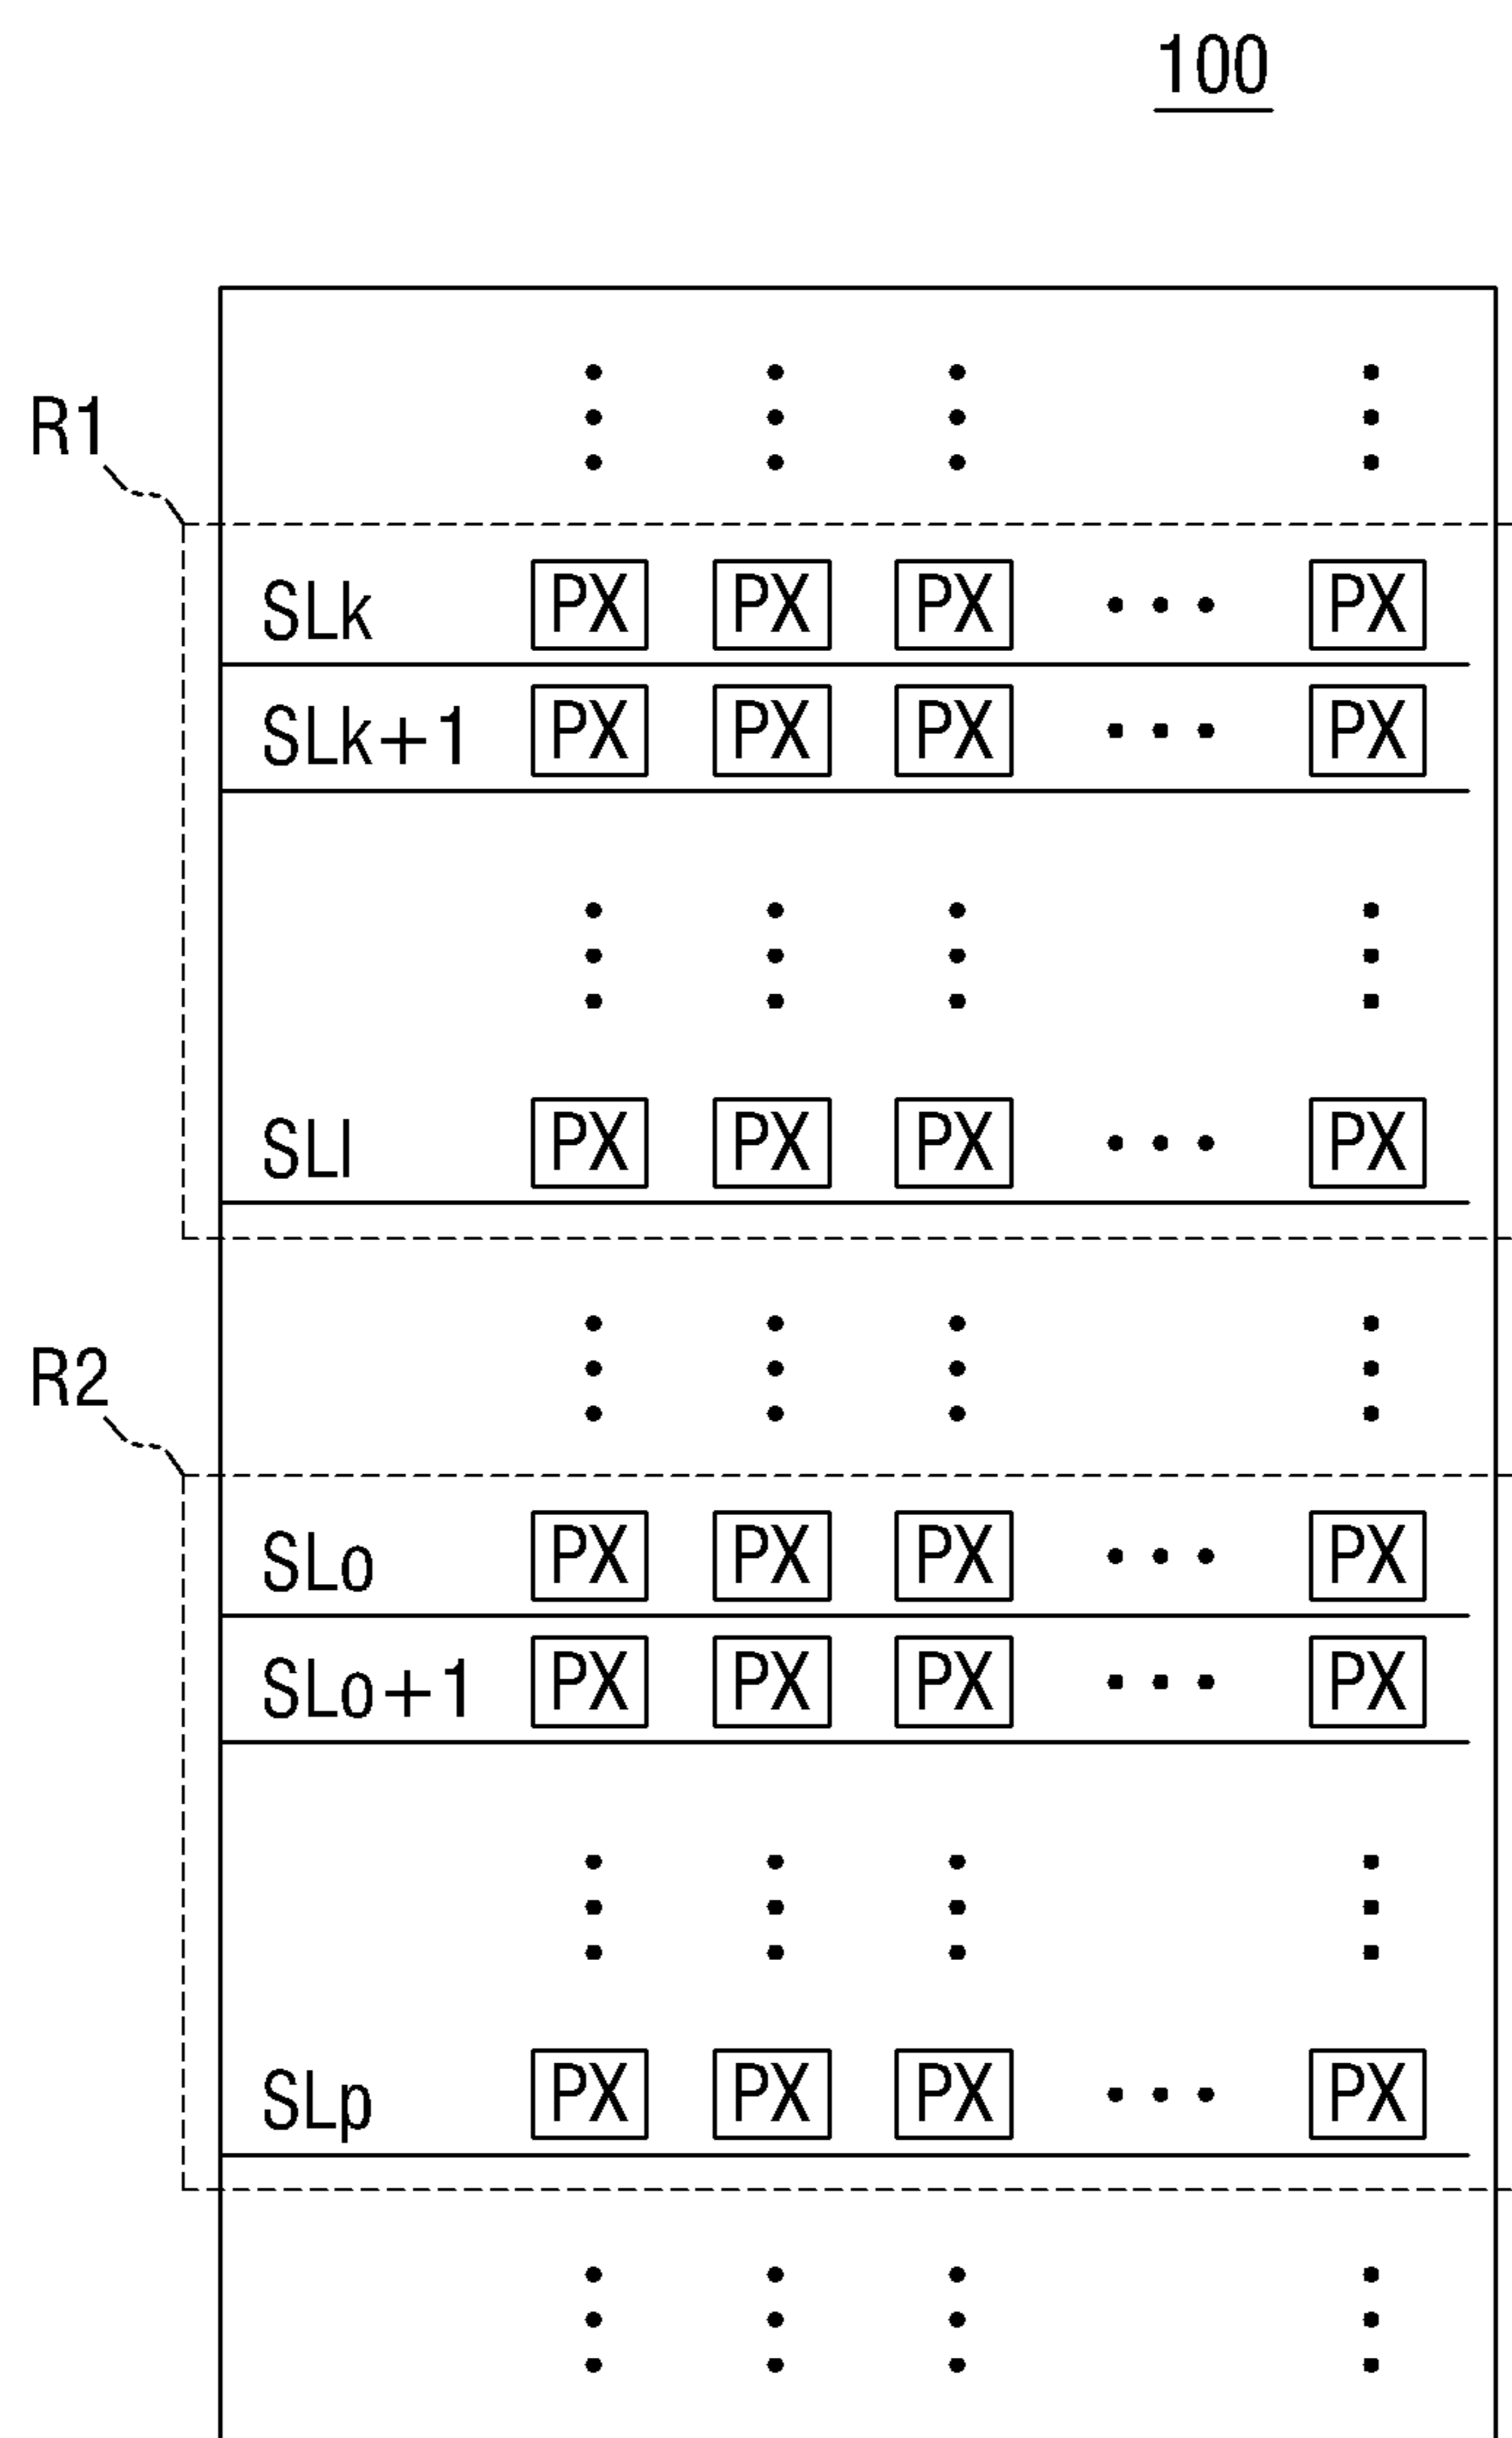 100
R1
SLk PX PX PX ... PX
SLk+1 PX PX PX ... PX
SLl PX PX PX ... PX
R2
SLo PX PX PX ... PX
SLo+1 PX PX PX ... PX
SLp PX PX PX ... PX